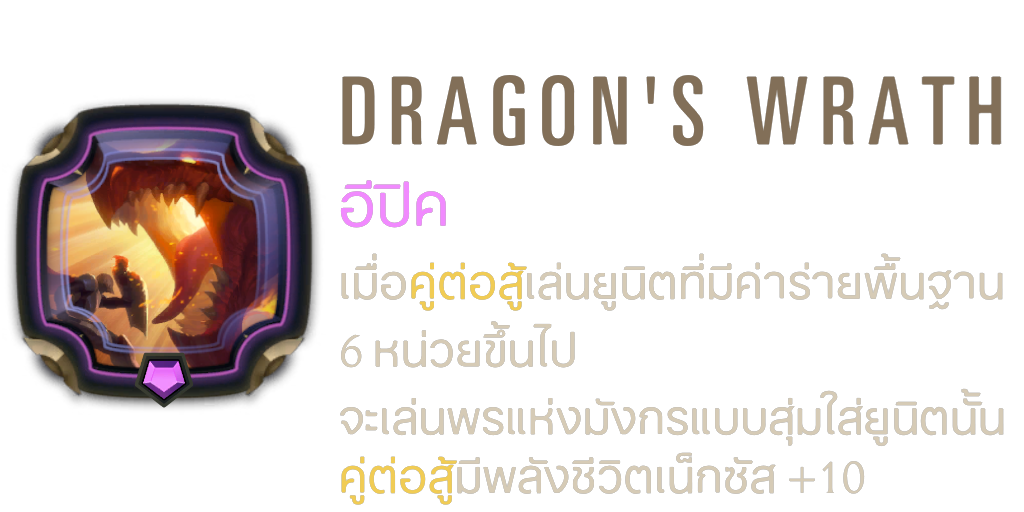 DRAGON'S WRATH
อีปิค
เมื่อคู่ต่อสู้เล่นยูนิตที่มีค่าร่ายพื้นฐาน
6 หน่วยขึ้นไป
จะเล่นพรแห่งมังกรแบบสุ่มใส่ยูนิตนั้น
คู่ต่อสู้มีพลังชีวิตเน็กซัส +10